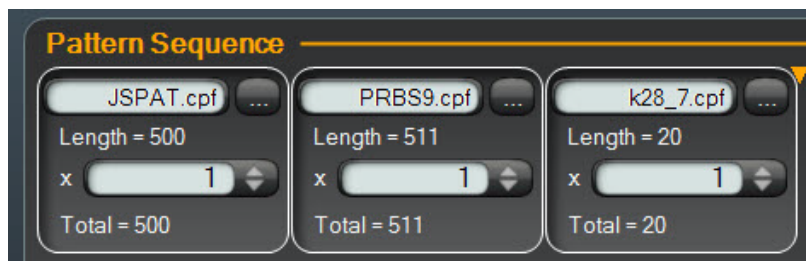 Pattern Sequence
JSPAT.cpf ...
Length = 500
x 1
Total = 500
PRBS9.cpf ...
Length = 511
x 1
Total = 511
k28_7.cpf ...
Length = 20
x 1
Total = 20